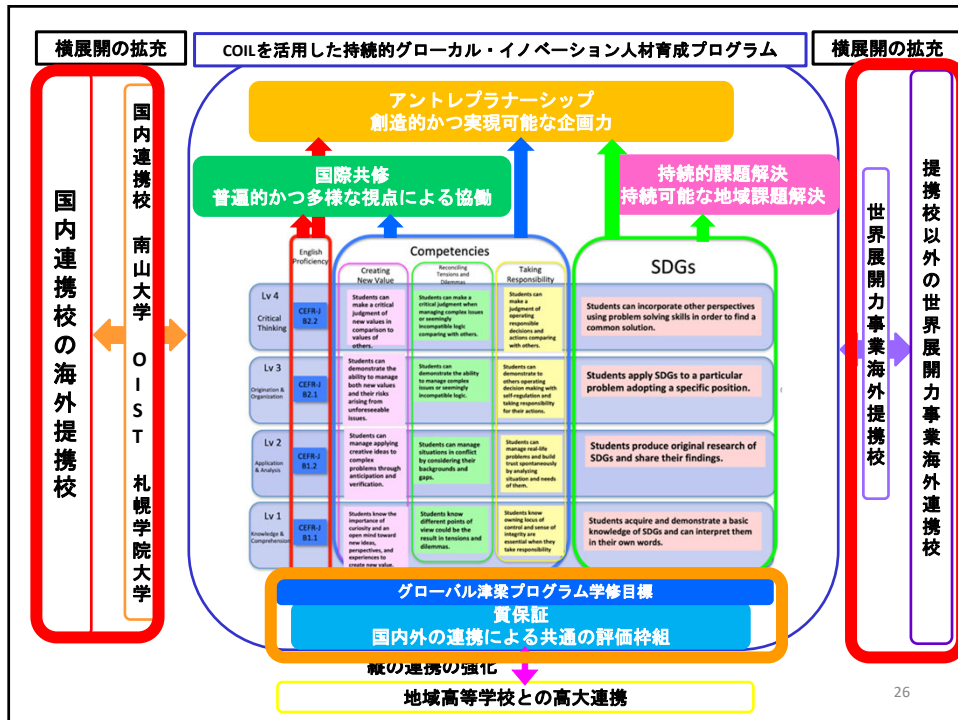 横展開の拡充
COILを活用した持続的グローカル・イノベーション人材育成プログラム
横展開の拡充
国内連携校の海外提携校
国内連携校 南山大学 OIST 札幌学院大学
アントレプラナーシップ
創造的かつ実現可能な企画力
国際共修
普遍的かつ多様な視点による協働
持続的課題解決
持続可能な地域課題解決
English
Proficiency
Competencies
Creating
New Value
Reconciling
Tensions and
Dilemmas
Taking
Responsibility
SDGs
Lv 4
Critical
Thinking
CEFR-J
B2.2
Students can
make a critical
judgment of
new values in
comparison to
values of
others.
Students can make a
critical judgment when
managing complex issues
or seemingly
incompatible logic
comparing with others.
Students can
make a
judgment of
operating
responsible
decisions and
actions comparing
with others.
Students can incorporate other perspectives
using problem solving skills in order to find a
common solution.
Lv 3
Origination &
Organization
CEFR-J
B2.1
Students can
demonstrate the
ability to manage
both new values
and their risks
arising from
unforeseeable
issues.
Students can
demonstrate the ability
to manage complex
issues or seemingly
incompatible logic.
Students can
demonstrate to
others operating
decision making with
self-regulation and
taking responsibility
for their actions.
Students apply SDGs to a particular
problem adopting a specific position.
Lv 2
Application
& Analysis
CEFR-J
B1.2
Students can
manage applying
creative ideas to
complex
problems through
anticipation and
verification.
Students can manage
situations in conflict
by considering their
backgrounds and
gaps.
Students can
manage real-life
problems and build
trust spontaneously
by analyzing
situation and needs
of them.
Students produce original research of
SDGs and share their findings.
Lv 1
Knowledge &
Comprehension
CEFR-J
B1.1
Students know the
importance of
curiosity and an
open mind toward
new ideas,
perspectives, and
experiences to
create new value.
Students know
different points of
view could be the
result in tensions and
dilemmas.
Students know
owning locus of
control and sense of
integrity are
essential when they
take responsibility
Students acquire and demonstrate a basic
knowledge of SDGs and can interpret them
in their own words.
世界展開力事業海外提携校
提携校以外の世界展開力事業海外連携校
グローバル津梁プログラム学修目標
質保証
国内外の連携による共通の評価枠組
縦の連携の強化
地域高等学校との高大連携
26